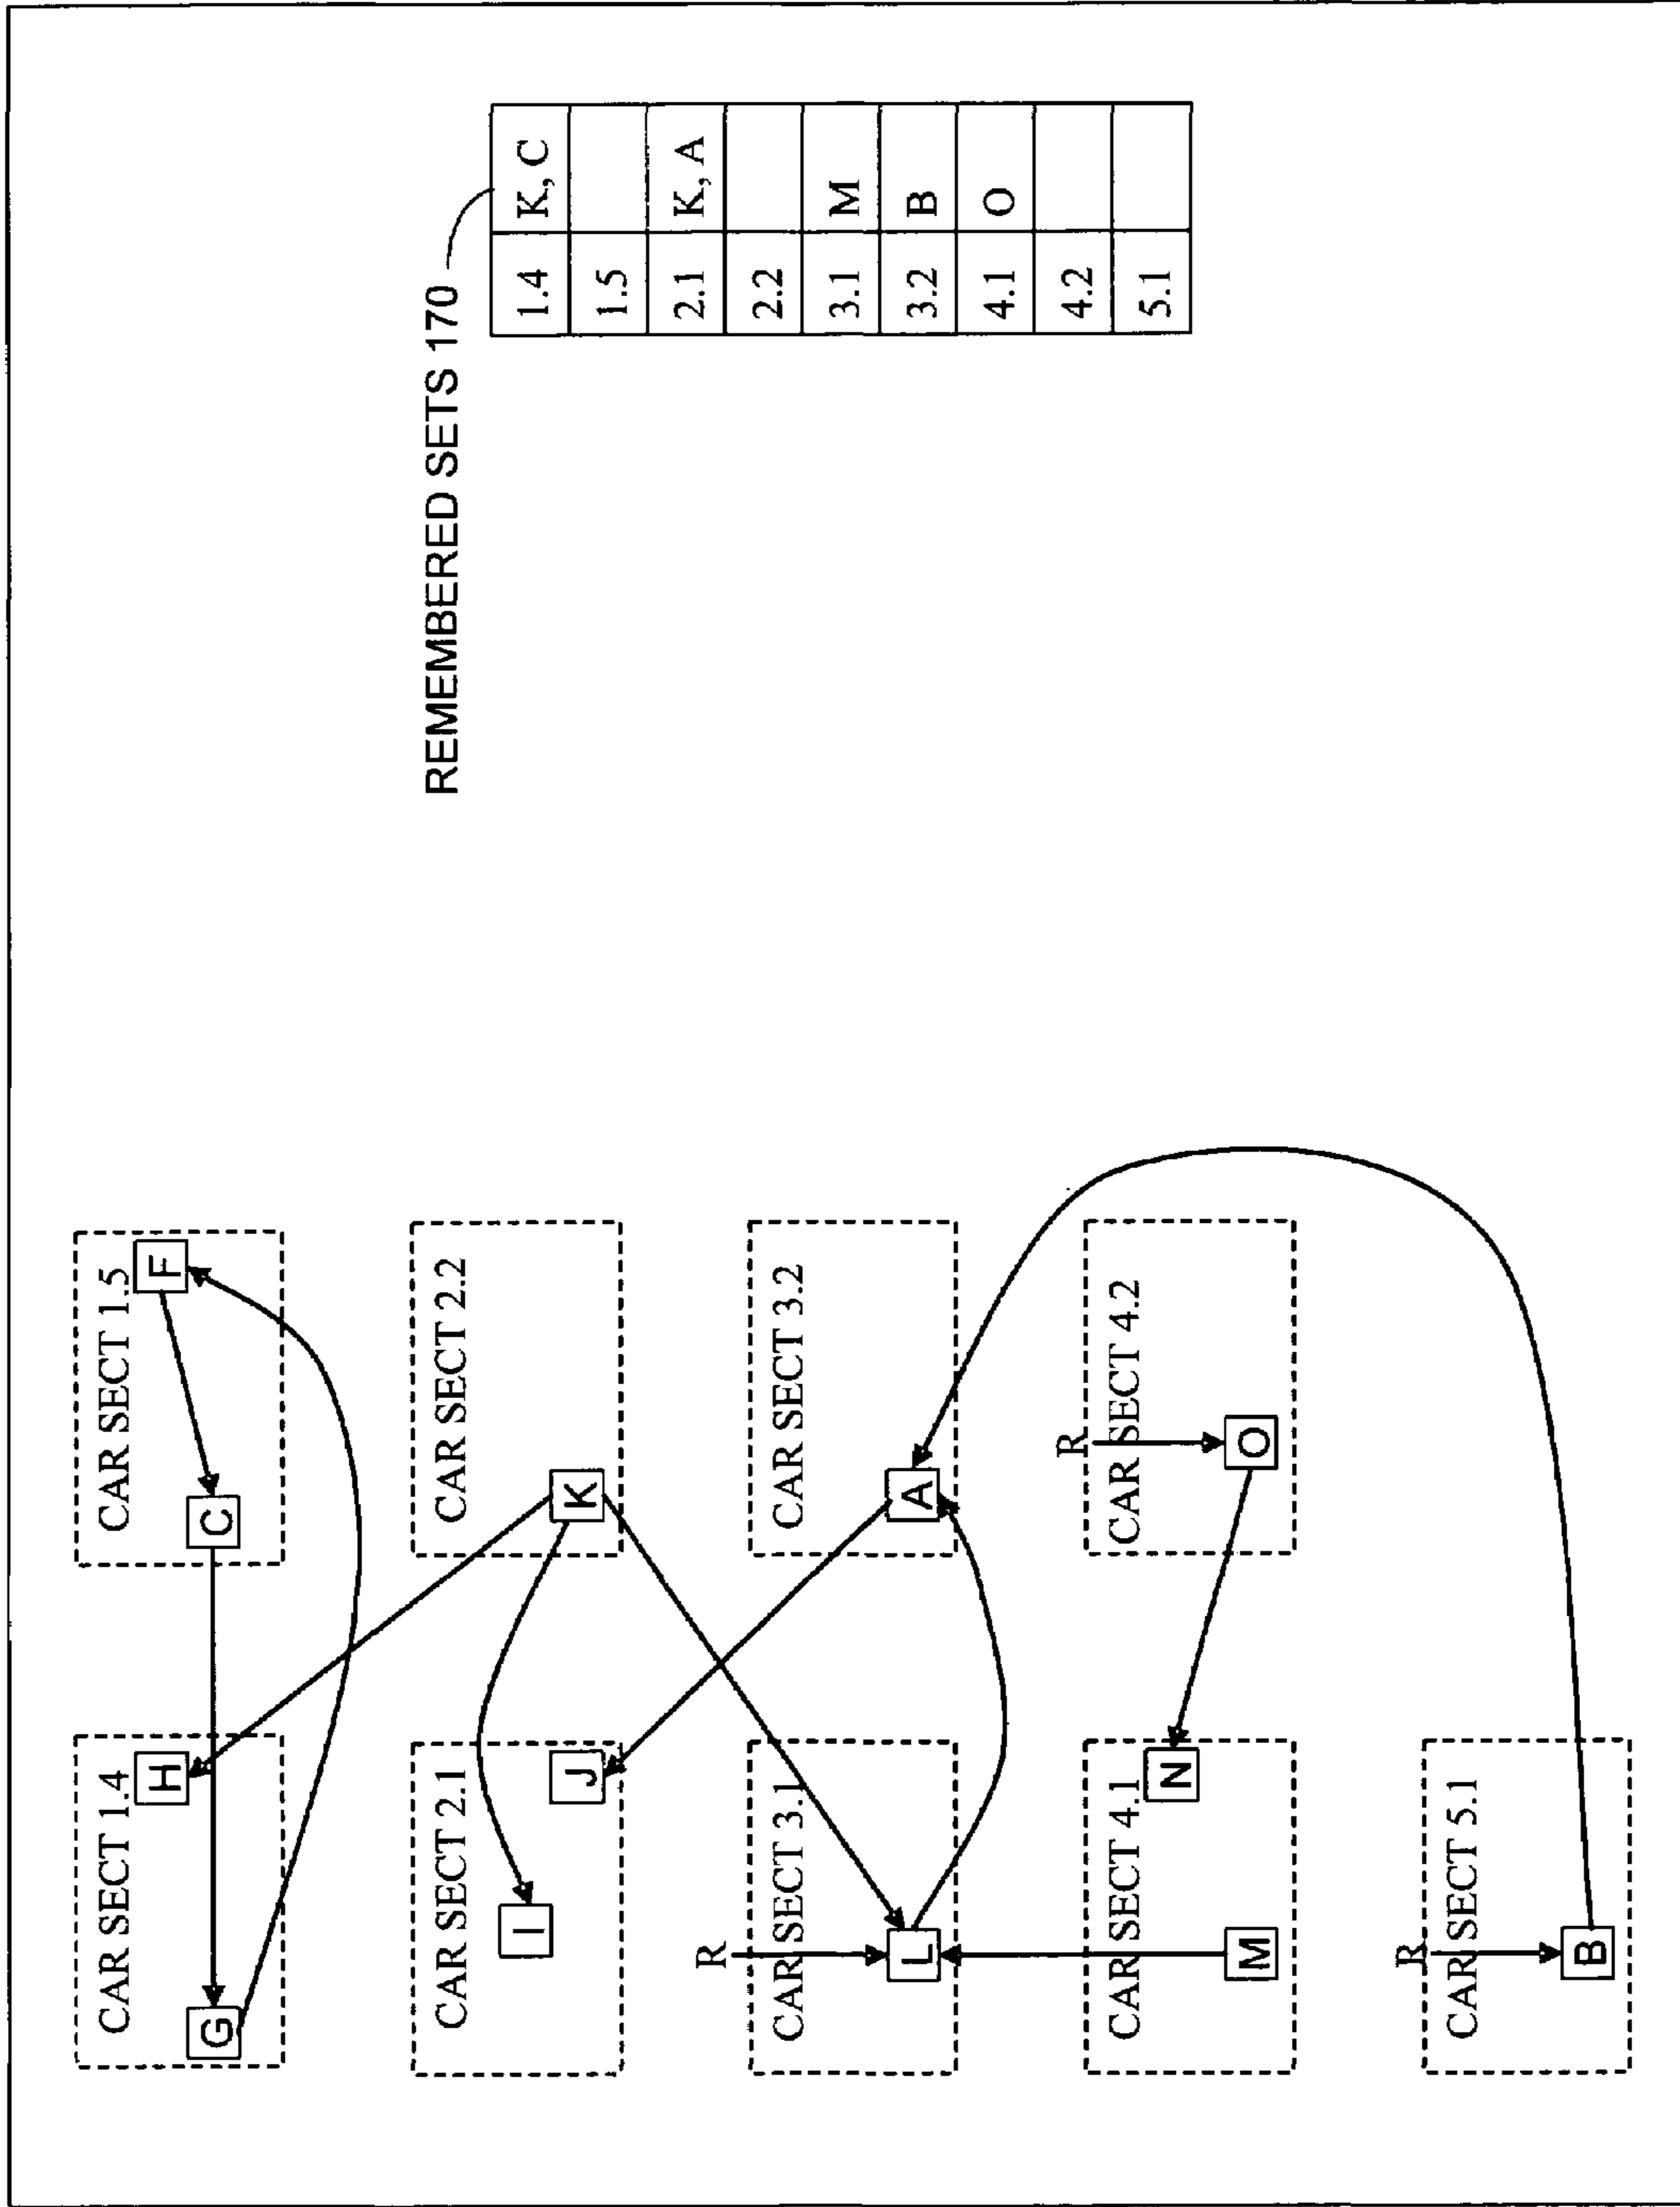 CAR SECT 1.4
CAR SECT 1.5
H
F
G
C
CAR SECT 2.1
CAR SECT 2.2
I
J
K
R
CAR SECT 3.1
CAR SECT 3.2
L
A
R
CAR SECT 4.1
CAR SECT 4.2
N
M
O
R
CAR SECT 5.1
B
REMEMBERED SETS 170
1.4 K, C
1.5
2.1 K, A
2.2
3.1 M
3.2 B
4.1 O
4.2
5.1